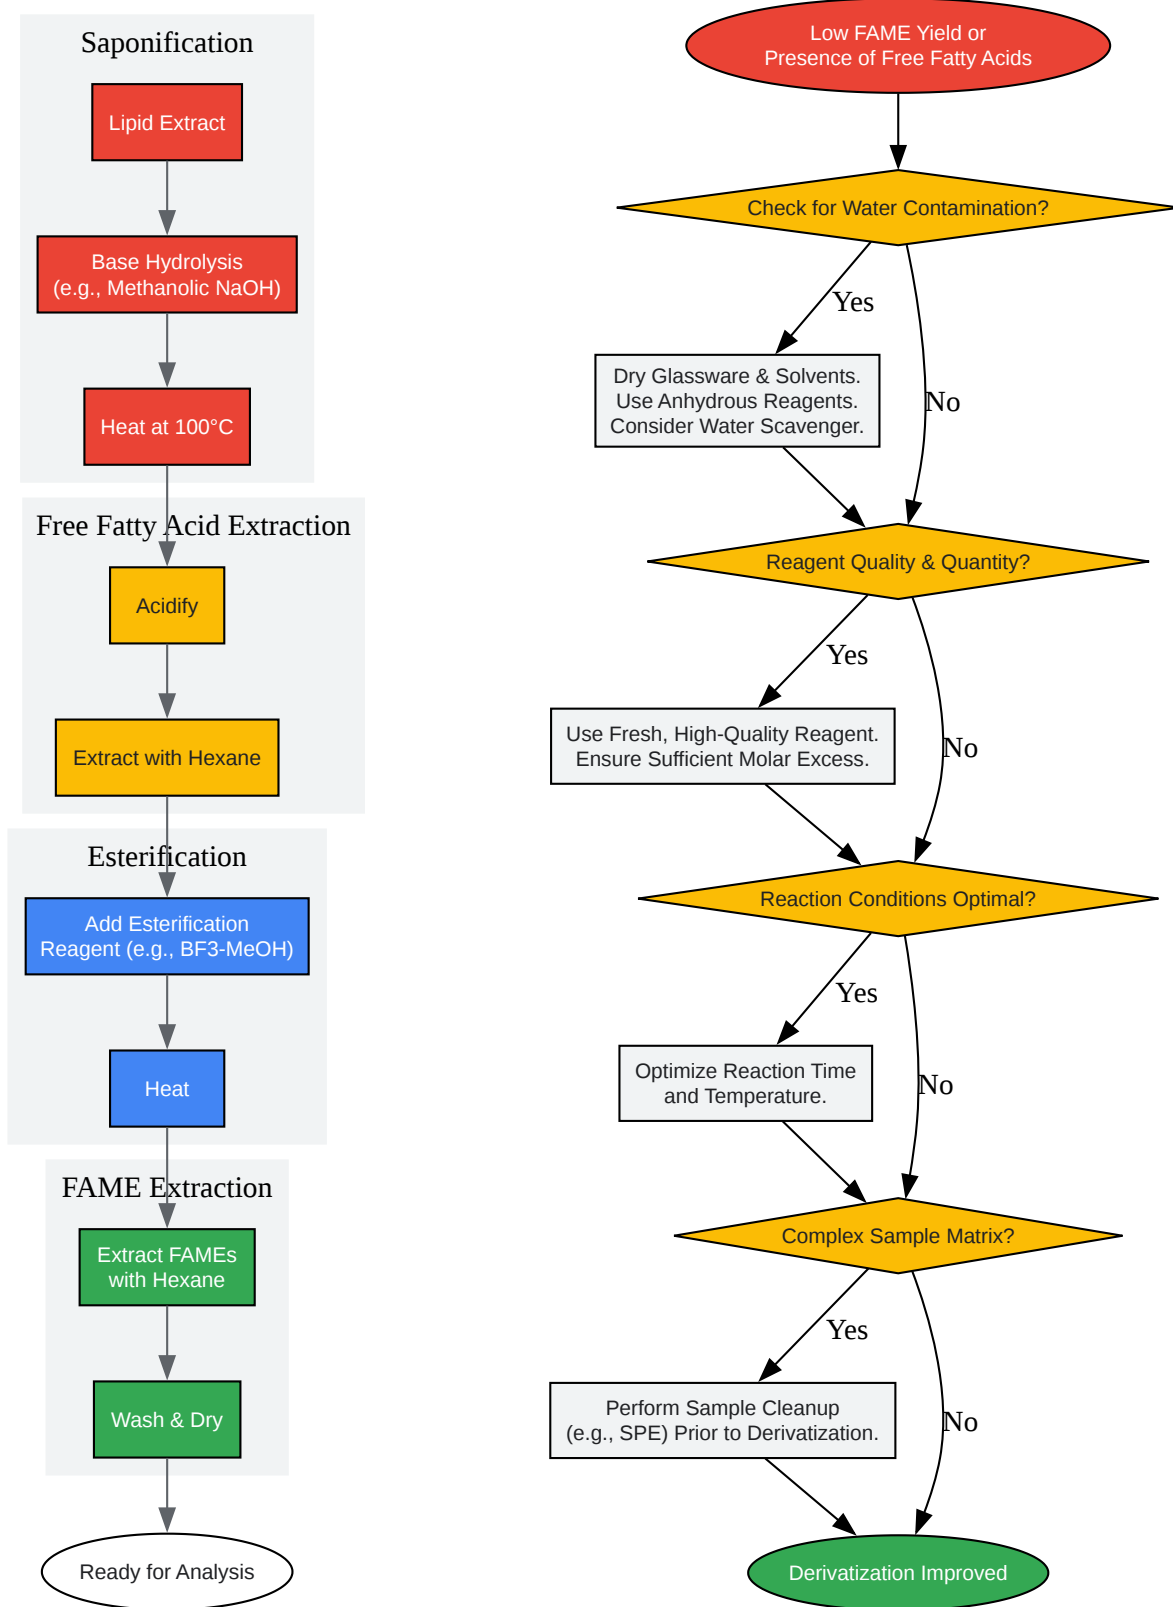 Saponification
Lipid Extract
Base Hydrolysis
(e.g., Methanolic NaOH)
Heat at 100°C
Free Fatty Acid Extraction
Acidify
Extract with Hexane
Esterification
Add Esterification
Reagent (e.g., BF3-MeOH)
Heat
FAME Extraction
Extract FAMEs
with Hexane
Wash & Dry
Ready for Analysis
Low FAME Yield or
Presence of Free Fatty Acids
Check for Water Contamination?
Yes
No
Dry Glassware & Solvents.
Use Anhydrous Reagents.
Consider Water Scavenger.
Reagent Quality & Quantity?
Yes
No
Use Fresh, High-Quality Reagent.
Ensure Sufficient Molar Excess.
Reaction Conditions Optimal?
Yes
No
Optimize Reaction Time
and Temperature.
Complex Sample Matrix?
Yes
No
Perform Sample Cleanup
(e.g., SPE) Prior to Derivatization.
Derivatization Improved